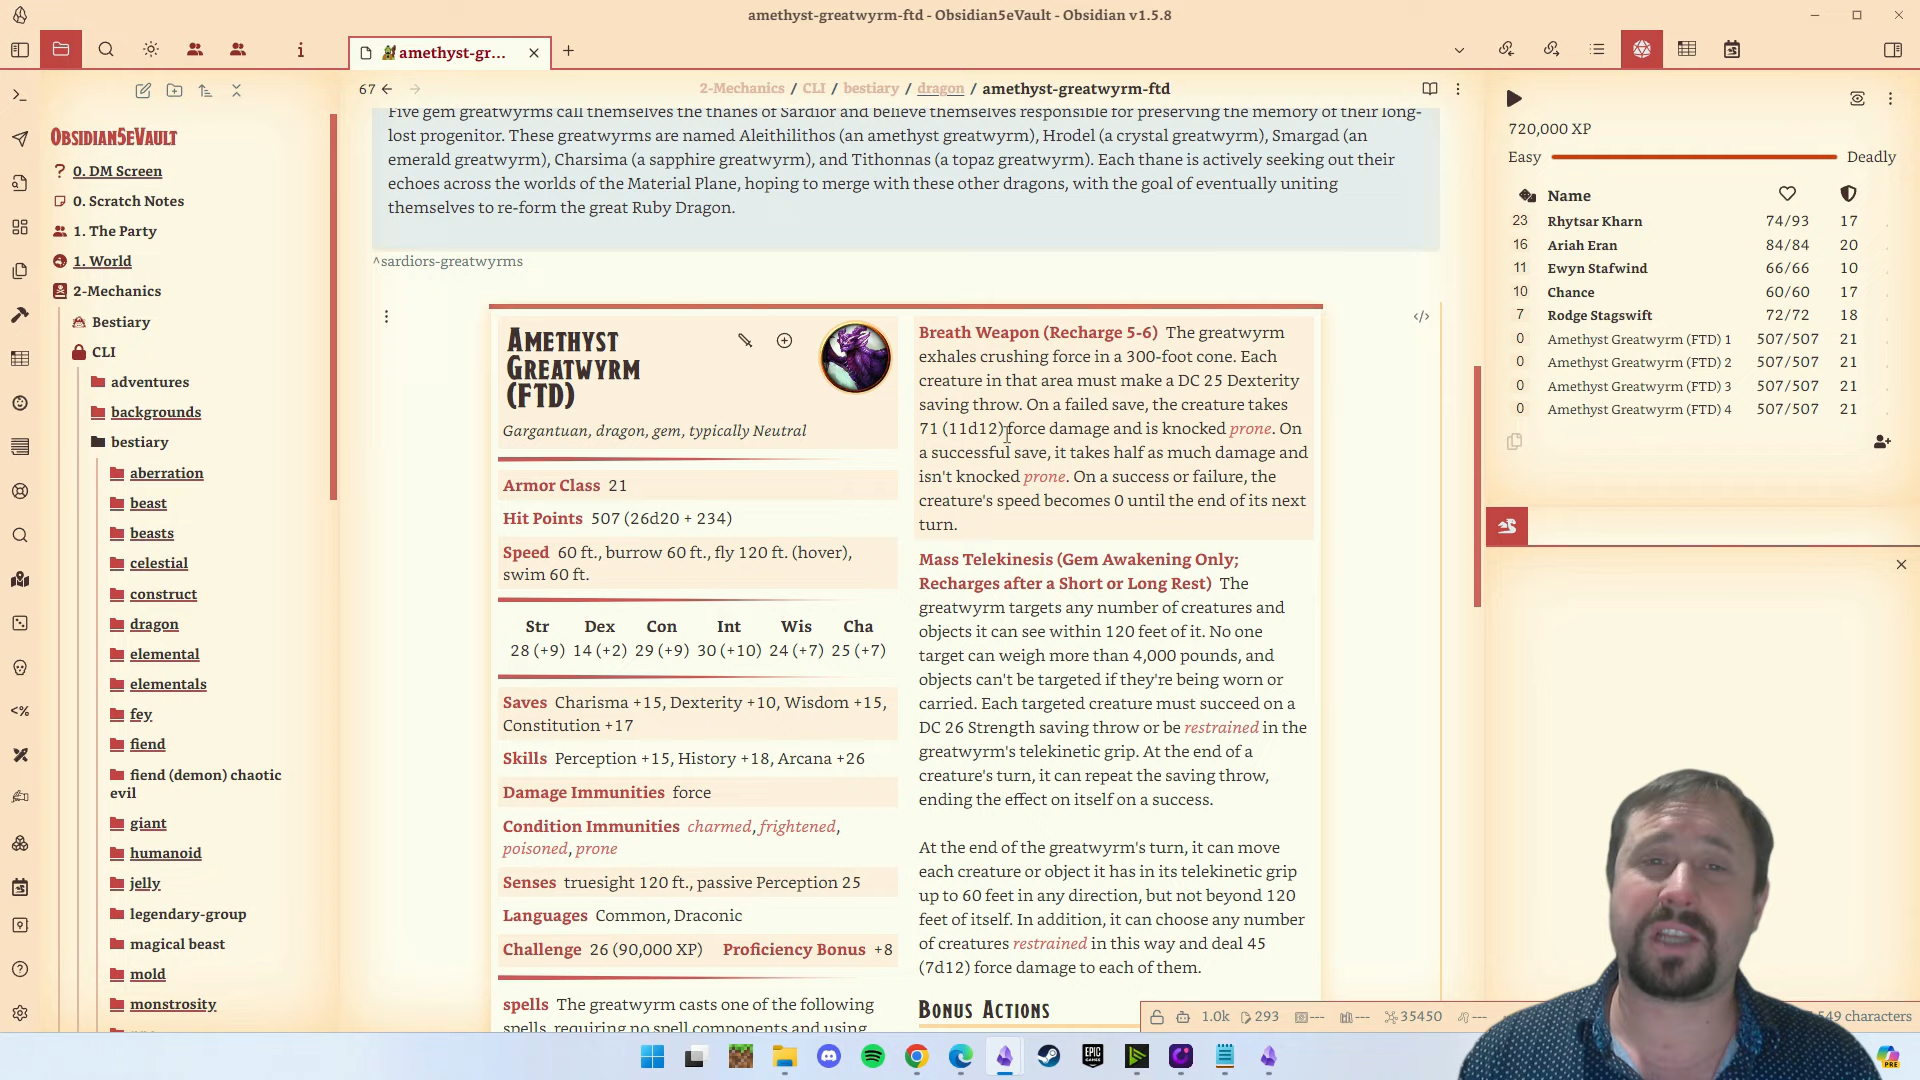 amethyst-greatwyrm-ftd - Obsidian5eVault - Obsidian v1.5.8
amethyst-gr...
67
2-Mechanics / CLI / bestiary / dragon / amethyst-greatwyrm-ftd
OBSIDIAN5EVAULT
0. DM Screen
0. Scratch Notes
1. The Party
1. World
2-Mechanics
Bestiary
CLI
adventures
backgrounds
bestiary
aberration
beast
beasts
celestial
construct
dragon
elemental
elementals
fey
fiend
fiend (demon) chaotic
evil
giant
humanoid
jelly
legendary-group
magical beast
mold
monstrosity
Five gem greatwyrms call themselves the thanes of Sardior and believe themselves responsible for preserving the memory of their long-
lost progenitor. These greatwyrms are named Aleithilithos (an amethyst greatwyrm), Hrodel (a crystal greatwyrm), Smargad (an
emerald greatwyrm), Charsima (a sapphire greatwyrm), and Tithonnas (a topaz greatwyrm). Each thane is actively seeking out their
echoes across the worlds of the Material Plane, hoping to merge with these other dragons, with the goal of eventually uniting
themselves to re-form the great Ruby Dragon.
^sardiors-greatwyrms
AMETHYST
GREATWYRM
(FTD)
Gargantuan, dragon, gem, typically Neutral
Armor Class 21
Hit Points 507 (26d20 + 234)
Speed 60 ft., burrow 60 ft., fly 120 ft. (hover),
swim 60 ft.
Str Dex Con Int Wis Cha
28 (+9) 14 (+2) 29 (+9) 30 (+10) 24 (+7) 25 (+7)
Saves Charisma +15, Dexterity +10, Wisdom +15,
Constitution +17
Skills Perception +15, History +18, Arcana +26
Damage Immunities force
Condition Immunities charmed, frightened,
poisoned, prone
Senses truesight 120 ft., passive Perception 25
Languages Common, Draconic
Challenge 26 (90,000 XP) Proficiency Bonus +8
spells The greatwyrm casts one of the following
spells, requiring no spell components and using
Breath Weapon (Recharge 5-6) The greatwyrm
exhales crushing force in a 300-foot cone. Each
creature in that area must make a DC 25 Dexterity
saving throw. On a failed save, the creature takes
71 (11d12) force damage and is knocked prone. On
a successful save, it takes half as much damage and
isn't knocked prone. On a success or failure, the
creature's speed becomes 0 until the end of its next
turn.
Mass Telekinesis (Gem Awakening Only;
Recharges after a Short or Long Rest) The
greatwyrm targets any number of creatures and
objects it can see within 120 feet of it. No one
target can weigh more than 4,000 pounds, and
objects can't be targeted if they're being worn or
carried. Each targeted creature must succeed on a
DC 26 Strength saving throw or be restrained in the
greatwyrm's telekinetic grip. At the end of a
creature's turn, it can repeat the saving throw,
ending the effect on itself on a success.
At the end of the greatwyrm's turn, it can move
each creature or object it has in its telekinetic grip
up to 60 feet in any direction, but not beyond 120
feet of itself. In addition, it can choose any number
of creatures restrained in this way and deal 45
(7d12) force damage to each of them.
BONUS ACTIONS
720,000 XP
Easy Deadly
Name
23 Rhytsar Kharn 74/93 17
16 Ariah Eran 84/84 20
11 Ewyn Stafwind 66/66 10
10 Chance 60/60 17
7 Rodge Stagswift 72/72 18
0 Amethyst Greatwyrm (FTD) 1 507/507 21
0 Amethyst Greatwyrm (FTD) 2 507/507 21
0 Amethyst Greatwyrm (FTD) 3 507/507 21
0 Amethyst Greatwyrm (FTD) 4 507/507 21
1.0k 293 --- --- 35450 --- characters
EPIC
GAMES
PRE